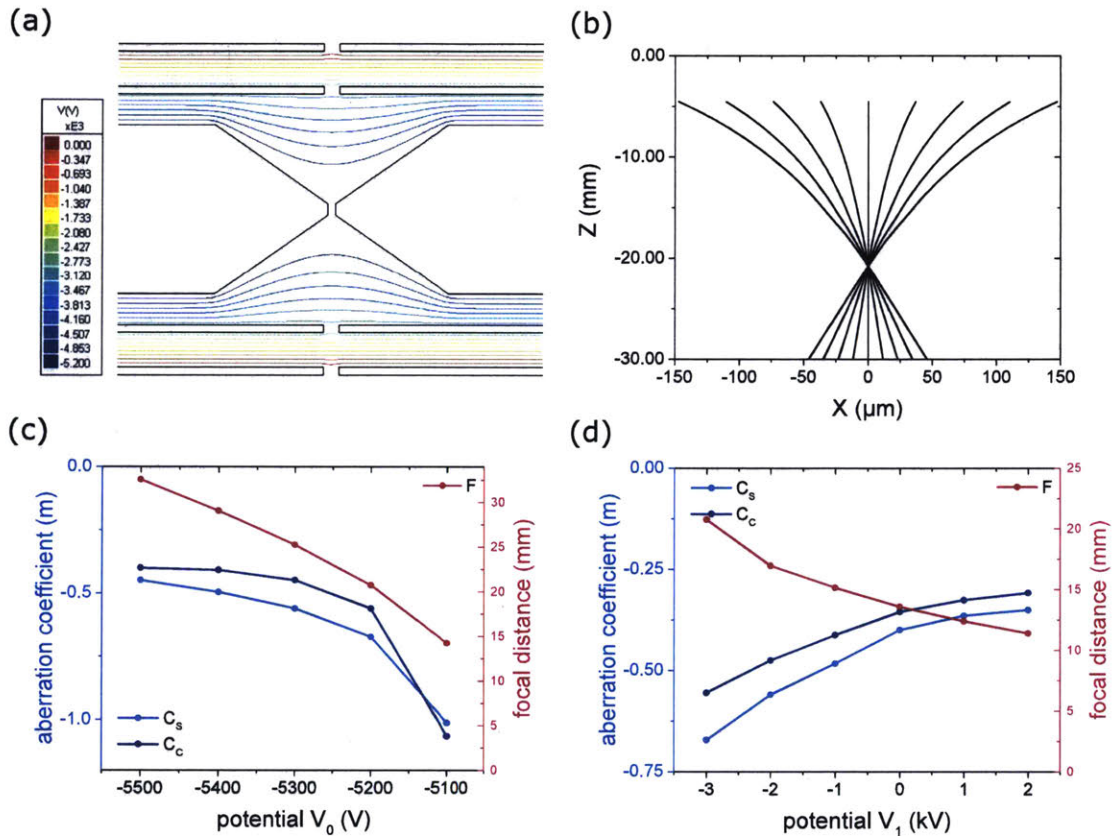 (a)
V(V)
xE3
0.000
-0.347
-0.693
-1.040
-1.387
-1.733
-2.080
-2.427
-2.773
-3.120
-3.467
-3.813
-4.160
-4.507
-4.853
-5.200
(b)
0.00
-10.00
-20.00
-30.00
Z (mm)
-150 -100 -50 0 50 100 150
X (µm)
(c)
0.0
-0.5
-1.0
aberration coefficient (m)
F
Cs
Cc
30
25
20
15
10
5
0
focal distance (mm)
-5500 -5400 -5300 -5200 -5100
potential V0 (V)
(d)
0.00
-0.25
-0.50
-0.75
aberration coefficient (m)
Cs
Cc
F
25
20
15
10
5
0
focal distance (mm)
-3 -2 -1 0 1 2
potential V1 (kV)